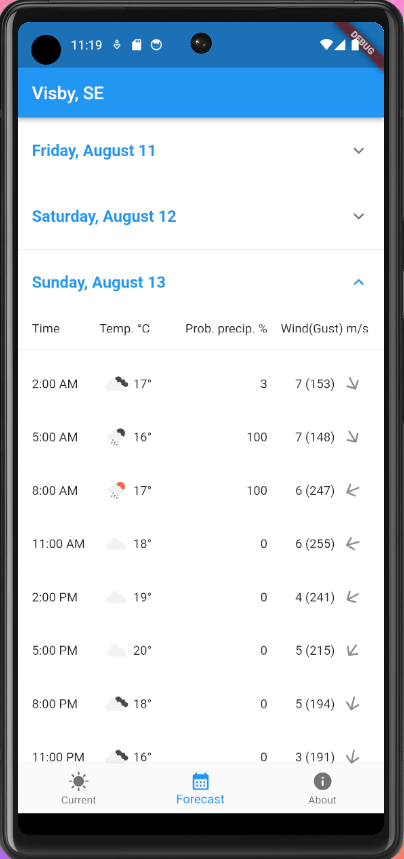 11:19
DEBUG
Visby, SE
Friday, August 11
Saturday, August 12
Sunday, August 13
Time Temp. °C Prob. precip. % Wind(Gust) m/s
2:00 AM 17° 3 7 (153)
5:00 AM 16° 100 7 (148)
8:00 AM 17° 100 6 (247)
11:00 AM 18° 0 6 (255)
2:00 PM 19° 0 4 (241)
5:00 PM 20° 0 5 (215)
8:00 PM 18° 0 5 (194)
11:00 PM 16° 0 3 (191)
Current Forecast About